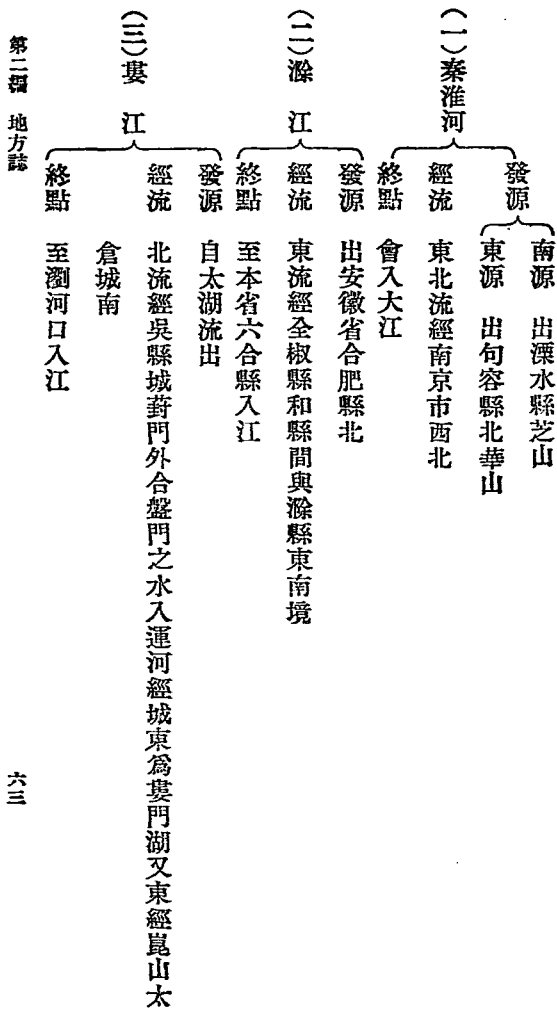 （一）秦淮河
發源
南源　出溧水縣芝山
東源　出句容縣北華山
經流　東北流經南京市西北
終點　會入大江
（二）滁　江
發源　出安徽省合肥縣北
經流　東流經全椒縣和縣間與滁縣東南境
終點　至本省六合縣入江
（三）婁　江
發源　自太湖流出
經流　北流經吳縣城葑門外合盤門之水入運河經城東爲婁門湖又東經崑山太
倉城南
終點　至瀏河口入江
第二編　地方誌
六三